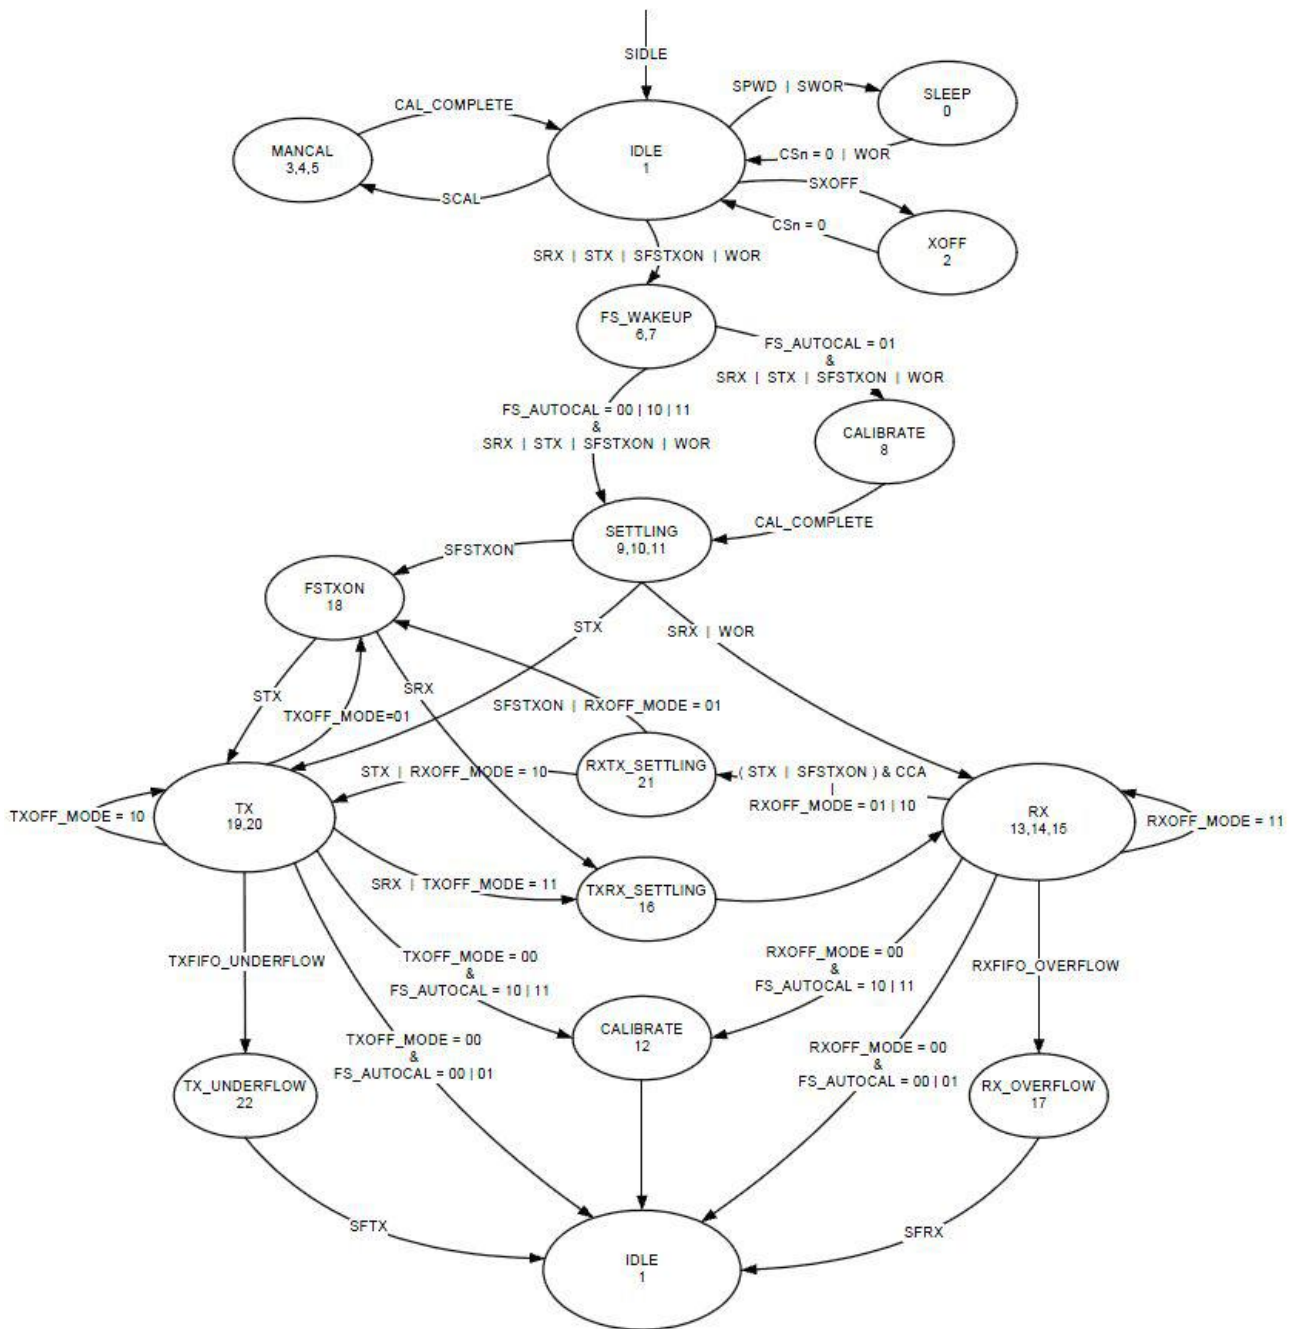 SIDLE
SPWD | SWOR
SLEEP
0
CAL_COMPLETE
MANCAL
3,4,5
IDLE
1
CSn = 0 | WOR
SXOFF
SCAL
CSn = 0
XOFF
2
SRX | STX | SFSTXON | WOR
FS_WAKEUP
6,7
FS_AUTOCAL = 01
&
SRX | STX | SFSTXON | WOR
FS_AUTOCAL = 00 | 10 | 11
&
SRX | STX | SFSTXON | WOR
CALIBRATE
8
CAL_COMPLETE
SETTLING
9,10,11
SFSTXON
FSTXON
18
STX
SRX | WOR
STX
SRX
TXOFF_MODE=01
SFSTXON | RXOFF_MODE = 01
RXTX_SETTLING
21
STX | RXOFF_MODE = 10
( STX | SFSTXON ) & CCA
|
RXOFF_MODE = 01 | 10
TXOFF_MODE = 10
TX
19,20
RX
13,14,15
RXOFF_MODE = 11
SRX | TXOFF_MODE = 11
TXRX_SETTLING
16
TXFIFO_UNDERFLOW
TXOFF_MODE = 00
&
FS_AUTOCAL = 10 | 11
RXOFF_MODE = 00
&
FS_AUTOCAL = 10 | 11
RXFIFO_OVERFLOW
CALIBRATE
12
TXOFF_MODE = 00
&
FS_AUTOCAL = 00 | 01
RXOFF_MODE = 00
&
FS_AUTOCAL = 00 | 01
TX_UNDERFLOW
22
RX_OVERFLOW
17
SFTX
SFRX
IDLE
1